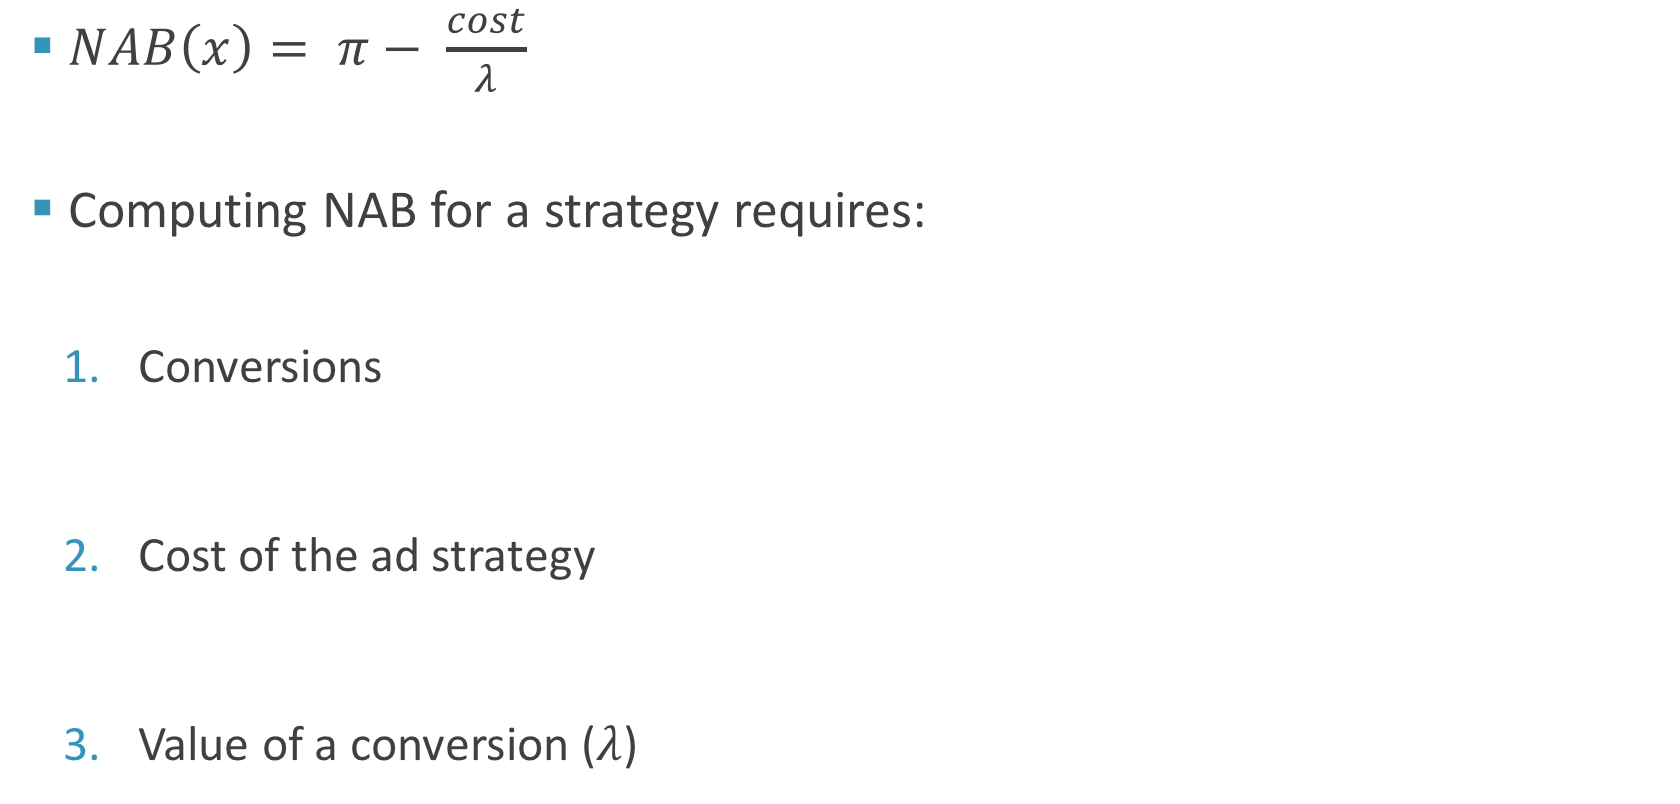 ▪ NAB(x) = π − cost/λ
▪ Computing NAB for a strategy requires:
1. Conversions
2. Cost of the ad strategy
3. Value of a conversion (λ)